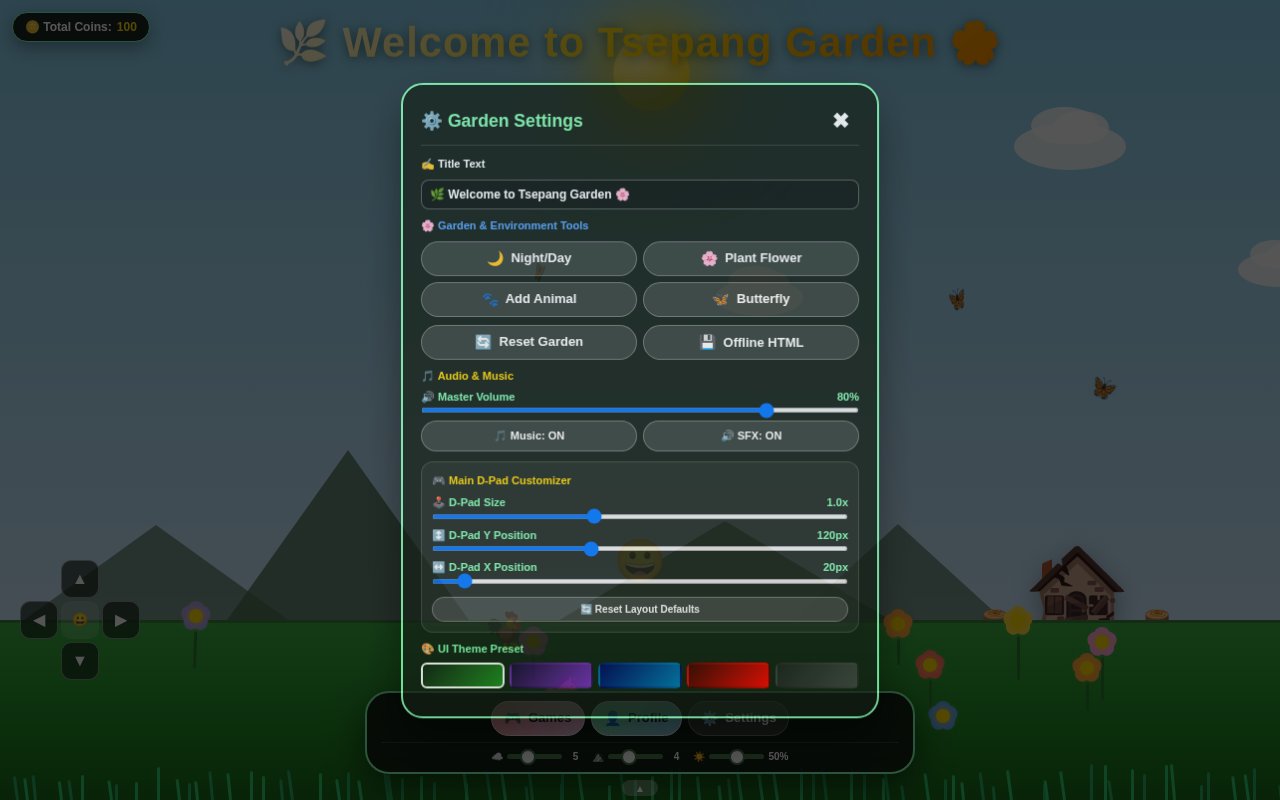 Total Coins: 100
🌿 Welcome to Tsepang Garden 🌸
⚙️ Garden Settings ✖
✍️ Title Text
🌿 Welcome to Tsepang Garden 🌸
🌸 Garden & Environment Tools
🌙 Night/Day
🌸 Plant Flower
🐾 Add Animal
🦋 Butterfly
🔄 Reset Garden
💾 Offline HTML
🎵 Audio & Music
🔊 Master Volume 80%
🎵 Music: ON
🔊 SFX: ON
🎮 Main D-Pad Customizer
🕹️ D-Pad Size 1.0x
↕️ D-Pad Y Position 120px
↔️ D-Pad X Position 20px
🔄 Reset Layout Defaults
🎨 UI Theme Preset
🎮 Games
👤 Profile
⚙️ Settings
5
4
50%